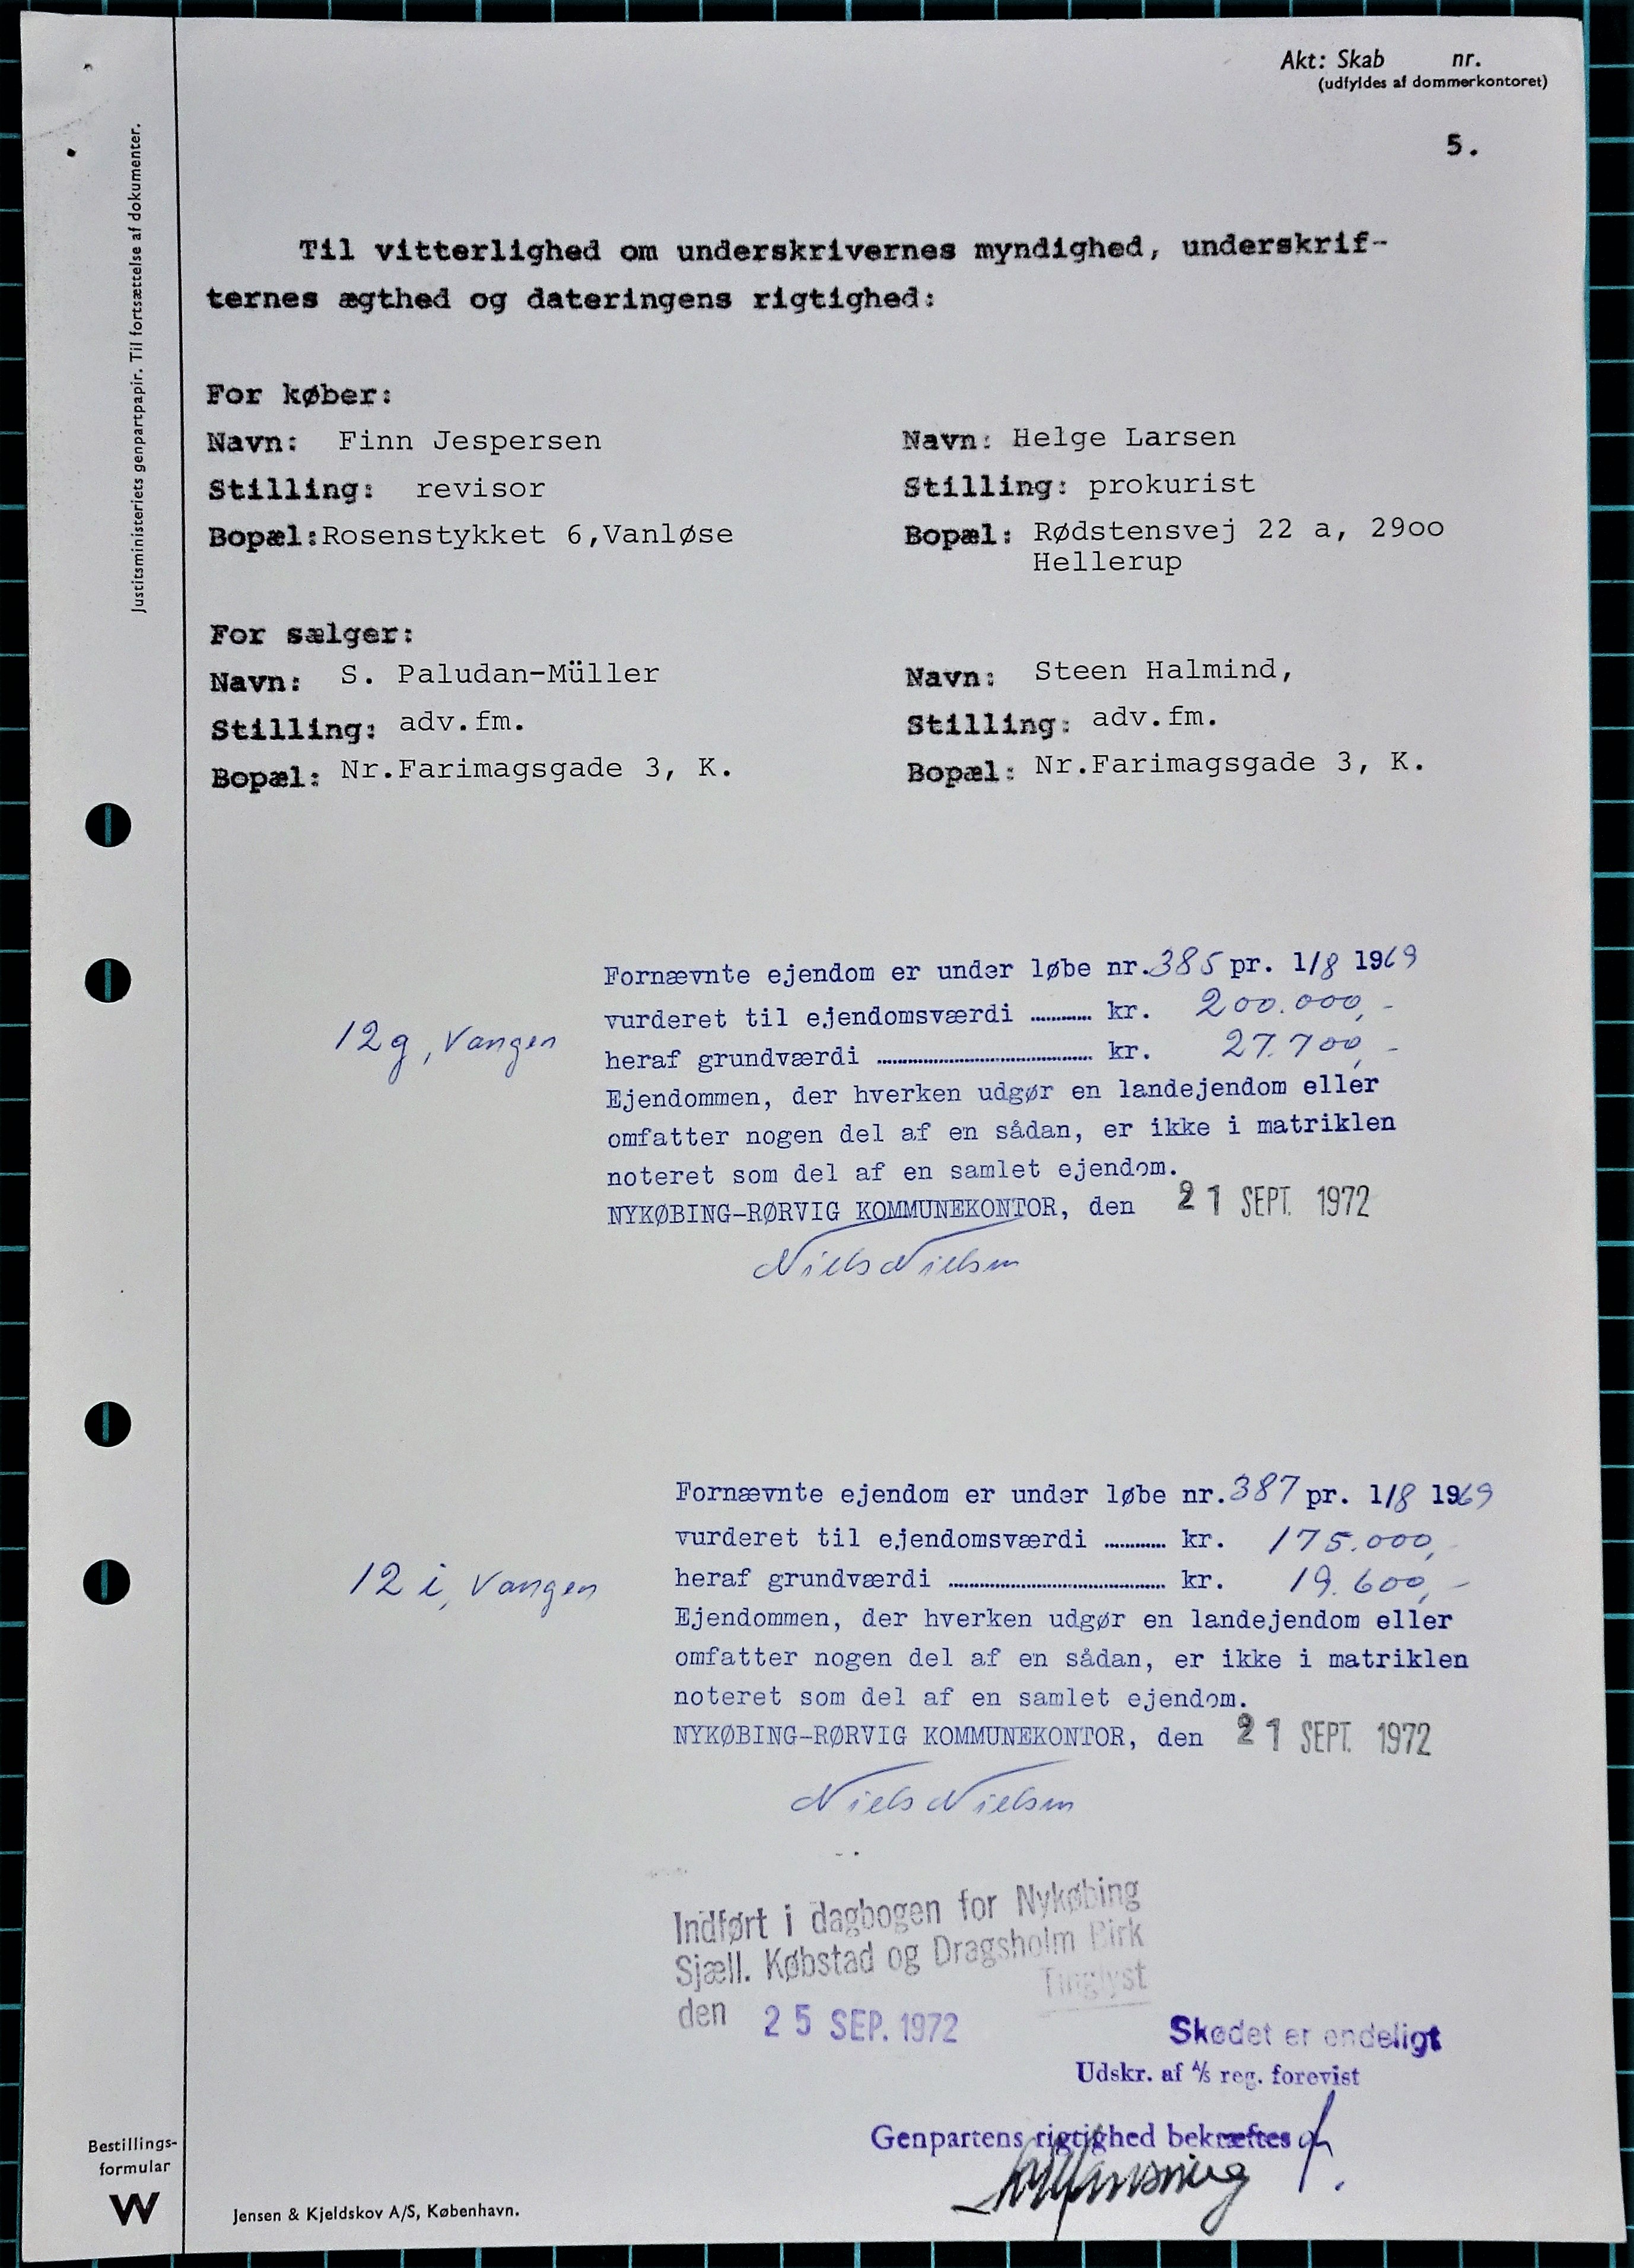 Akt: Skab nr.
(udfyldes af dommerkontoret)
5.
Justitsministeriets genpartpapir. Til fortsættelse af dokumenter.
Til vitterlighed om underskrivernes myndighed, underskrif-
ternes ægthed og dateringens rigtighed:
For køber:
Navn: Finn Jespersen
Stilling: revisor
Bopæl: Rosenstykket 6, Vanløse
Navn: Helge Larsen
Stilling: prokurist
Bopæl: Rødstensvej 22 a, 29oo
Hellerup
For sælger:
Navn: S. Paludan-Müller
Stilling: adv.fm.
Bopæl: Nr.Farimagsgade 3, K.
Navn: Steen Halmind,
Stilling: adv.fm.
Bopæl: Nr.Farimagsgade 3, K.
12g, Vangen
Fornævnte ejendom er under løbe nr. 385 pr. 1/8 1969
vurderet til ejendomsværdi ........... kr. 200.000,-
heraf grundværdi ........................... kr. 27.700,-
Ejendommen, der hverken udgør en landejendom eller
omfatter nogen del af en sådan, er ikke i matriklen
noteret som del af en samlet ejendom.
NYKØBING-RØRVIG KOMMUNEKONTOR, den 21 SEPT. 1972
Niels Nielsen
12 i, Vangen
Fornævnte ejendom er under løbe nr. 387 pr. 1/8 1969
vurderet til ejendomsværdi ........... kr. 175.000,-
heraf grundværdi ........................... kr. 19.600,-
Ejendommen, der hverken udgør en landejendom eller
omfatter nogen del af en sådan, er ikke i matriklen
noteret som del af en samlet ejendom.
NYKØBING-RØRVIG KOMMUNEKONTOR, den 21 SEPT. 1972
Niels Nielsen
Indført i dagbogen for Nykøbing
Sjæll. Købstad og Dragsholm Birk
Tinglyst
den 25 SEP. 1972
Skødet er endeligt
Udskr. af A/S reg. forevist
Genpartens rigtighed bekræftes
Bestillings-
formular
W
Jensen & Kjeldskov A/S, København.